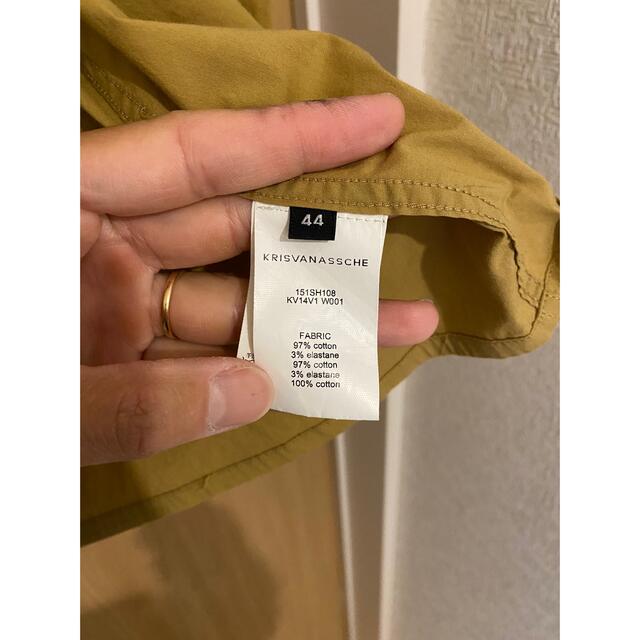 44
KRISVANASSCHE
151SH108
KV14V1 W001
FABRIC
97% cotton
3% elastane
97% cotton
3% elastane
100% cotton